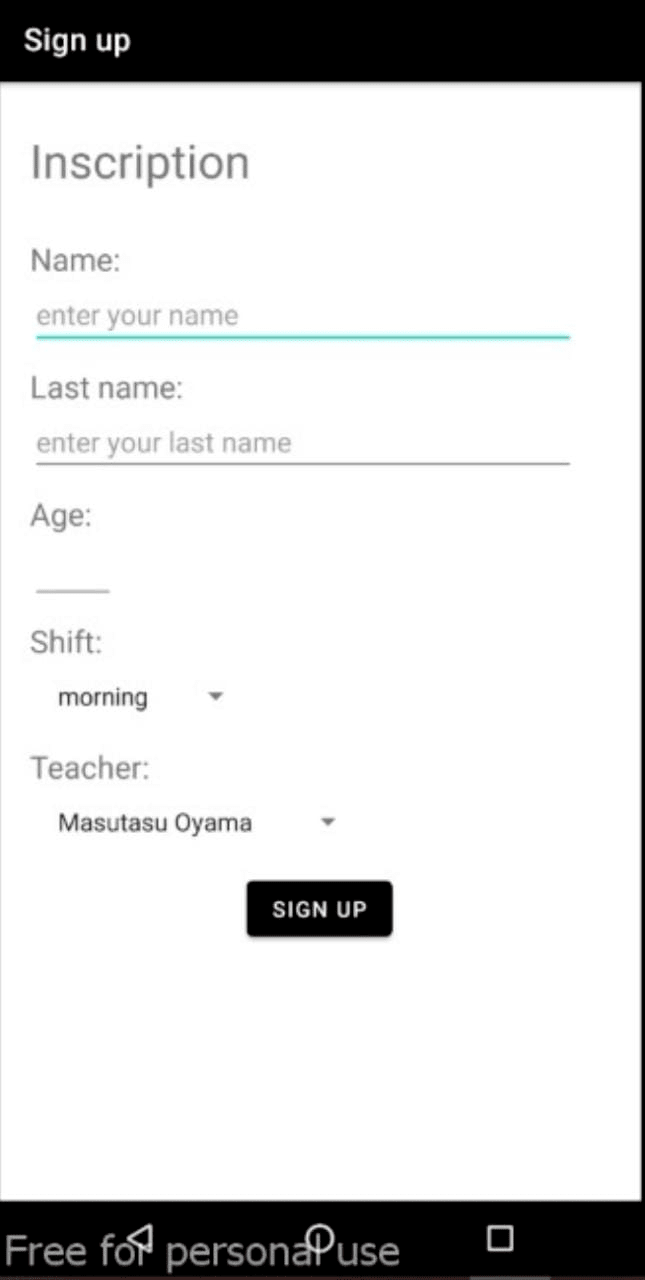 Sign up
Inscription
Name:
enter your name
Last name:
enter your last name
Age:
Shift:
morning
Teacher:
Masutasu Oyama
SIGN UP
Free for personal use